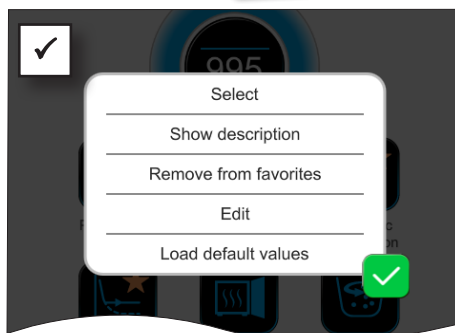 995
Select
Show description
Remove from favorites
Edit
Load default values